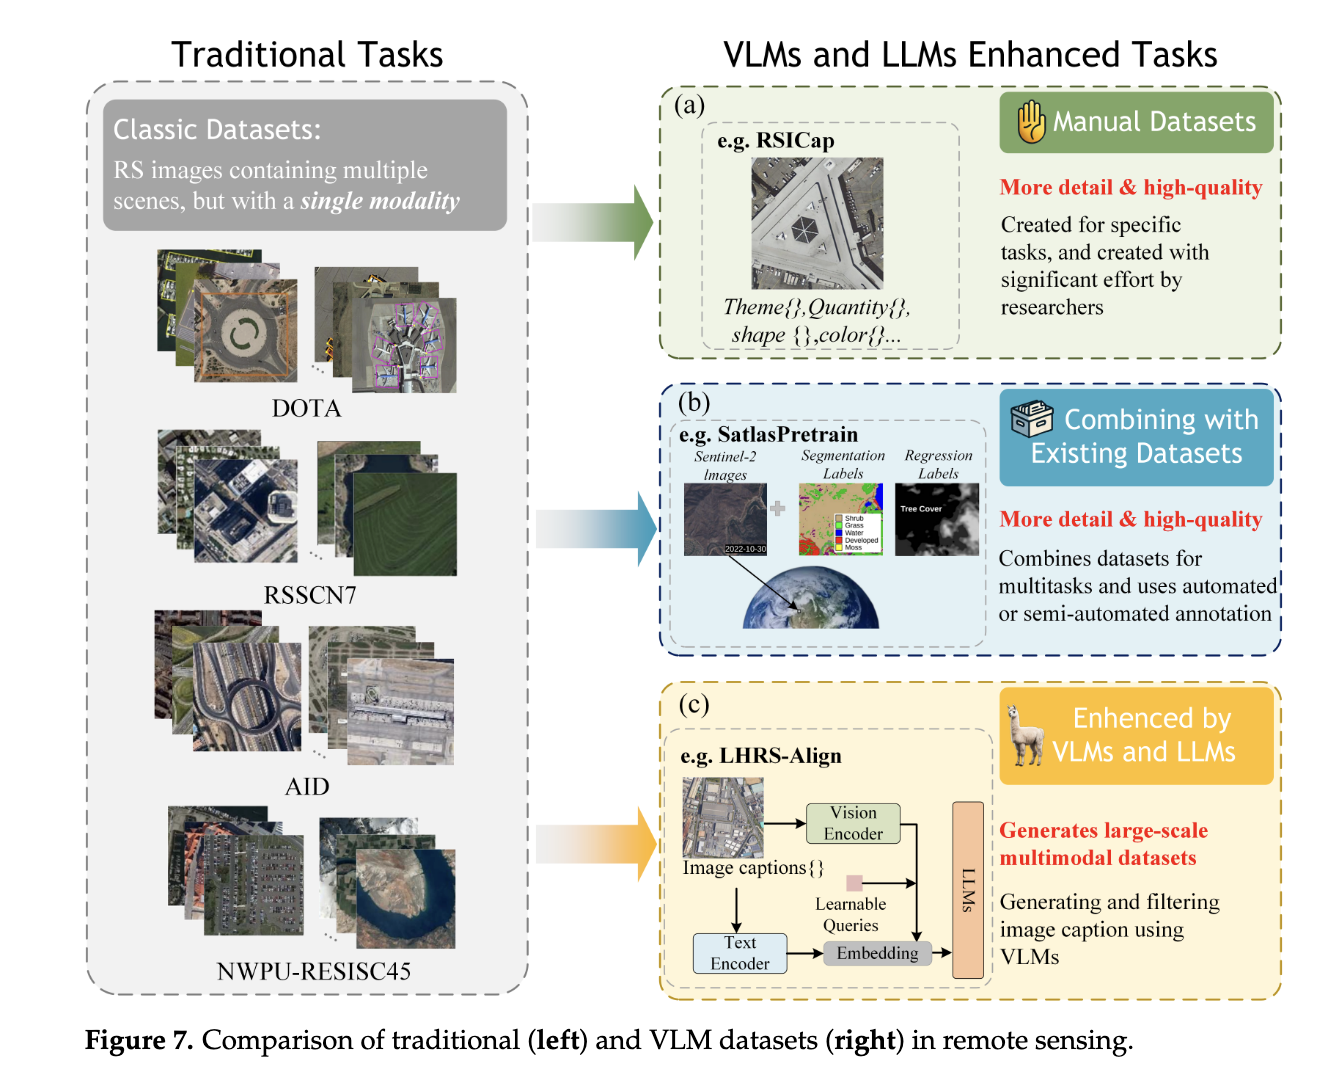 Traditional Tasks
VLMs and LLMs Enhanced Tasks
Classic Datasets:
RS images containing multiple
scenes, but with a single modality
DOTA
RSSCN7
AID
NWPU-RESISC45
(a)
e.g. RSICap
Theme{},Quantity{},
shape {},color{}...
Manual Datasets
More detail & high-quality
Created for specific
tasks, and created with
significant effort by
researchers
(b)
e.g. SatlasPretrain
Sentinel-2
Images
Segmentation
Labels
Regression
Labels
2022-10-30
Shrub
Grass
Water
Developed
Moss
Tree Cover
Combining with
Existing Datasets
More detail & high-quality
Combines datasets for
multitasks and uses automated
or semi-automated annotation
(c)
e.g. LHRS-Align
Image captions{}
Vision
Encoder
Learnable
Queries
Text
Encoder
Embedding
LLMs
Enhenced by
VLMs and LLMs
Generates large-scale
multimodal datasets
Generating and filtering
image caption using
VLMs
Figure 7. Comparison of traditional (left) and VLM datasets (right) in remote sensing.